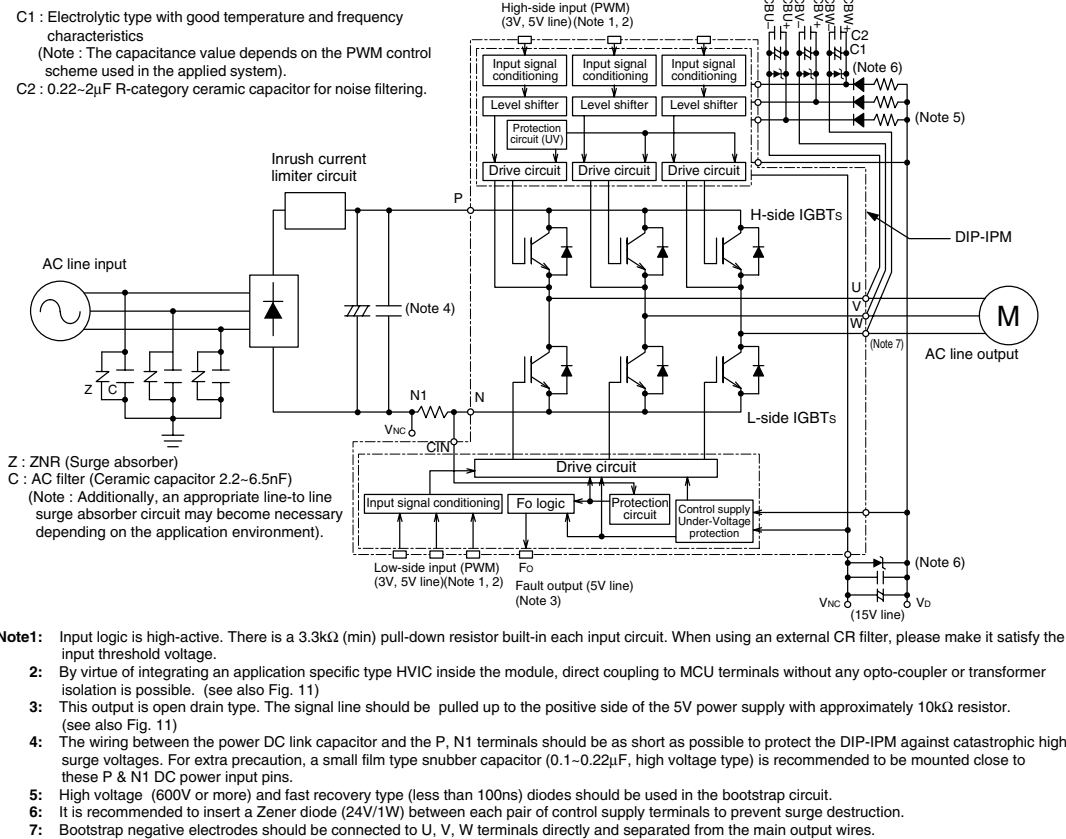 C1 : Electrolytic type with good temperature and frequency
characteristics
(Note : The capacitance value depends on the PWM control
scheme used in the applied system).
C2 : 0.22~2μF R-category ceramic capacitor for noise filtering.
High-side input (PWM)
(3V, 5V line)(Note 1, 2)
CBU–
CBU+
CBV–
CBV+
CBW–
CBW+
C2
C1
(Note 6)
(Note 5)
Input signal
conditioning
Input signal
conditioning
Input signal
conditioning
Level shifter
Level shifter
Level shifter
Protection
circuit (UV)
Drive circuit
Drive circuit
Drive circuit
Inrush current
limiter circuit
P
H-side IGBTs
DIP-IPM
AC line input
(Note 4)
U
V
W
(Note 7)
M
AC line output
Z
C
N1
N
VNC
CIN
L-side IGBTs
Z : ZNR (Surge absorber)
C : AC filter (Ceramic capacitor 2.2~6.5nF)
(Note : Additionally, an appropriate line-to line
surge absorber circuit may become necessary
depending on the application environment).
Drive circuit
Input signal conditioning
Fo logic
Protection
circuit
Control supply
Under-Voltage
protection
Low-side input (PWM)
(3V, 5V line)(Note 1, 2)
Fo
Fault output (5V line)
(Note 3)
(Note 6)
VNC
VD
(15V line)
Note1: Input logic is high-active. There is a 3.3kΩ (min) pull-down resistor built-in each input circuit. When using an external CR filter, please make it satisfy the
input threshold voltage.
2: By virtue of integrating an application specific type HVIC inside the module, direct coupling to MCU terminals without any opto-coupler or transformer
isolation is possible. (see also Fig. 11)
3: This output is open drain type. The signal line should be pulled up to the positive side of the 5V power supply with approximately 10kΩ resistor.
(see also Fig. 11)
4: The wiring between the power DC link capacitor and the P, N1 terminals should be as short as possible to protect the DIP-IPM against catastrophic high
surge voltages. For extra precaution, a small film type snubber capacitor (0.1~0.22μF, high voltage type) is recommended to be mounted close to
these P & N1 DC power input pins.
5: High voltage (600V or more) and fast recovery type (less than 100ns) diodes should be used in the bootstrap circuit.
6: It is recommended to insert a Zener diode (24V/1W) between each pair of control supply terminals to prevent surge destruction.
7: Bootstrap negative electrodes should be connected to U, V, W terminals directly and separated from the main output wires.